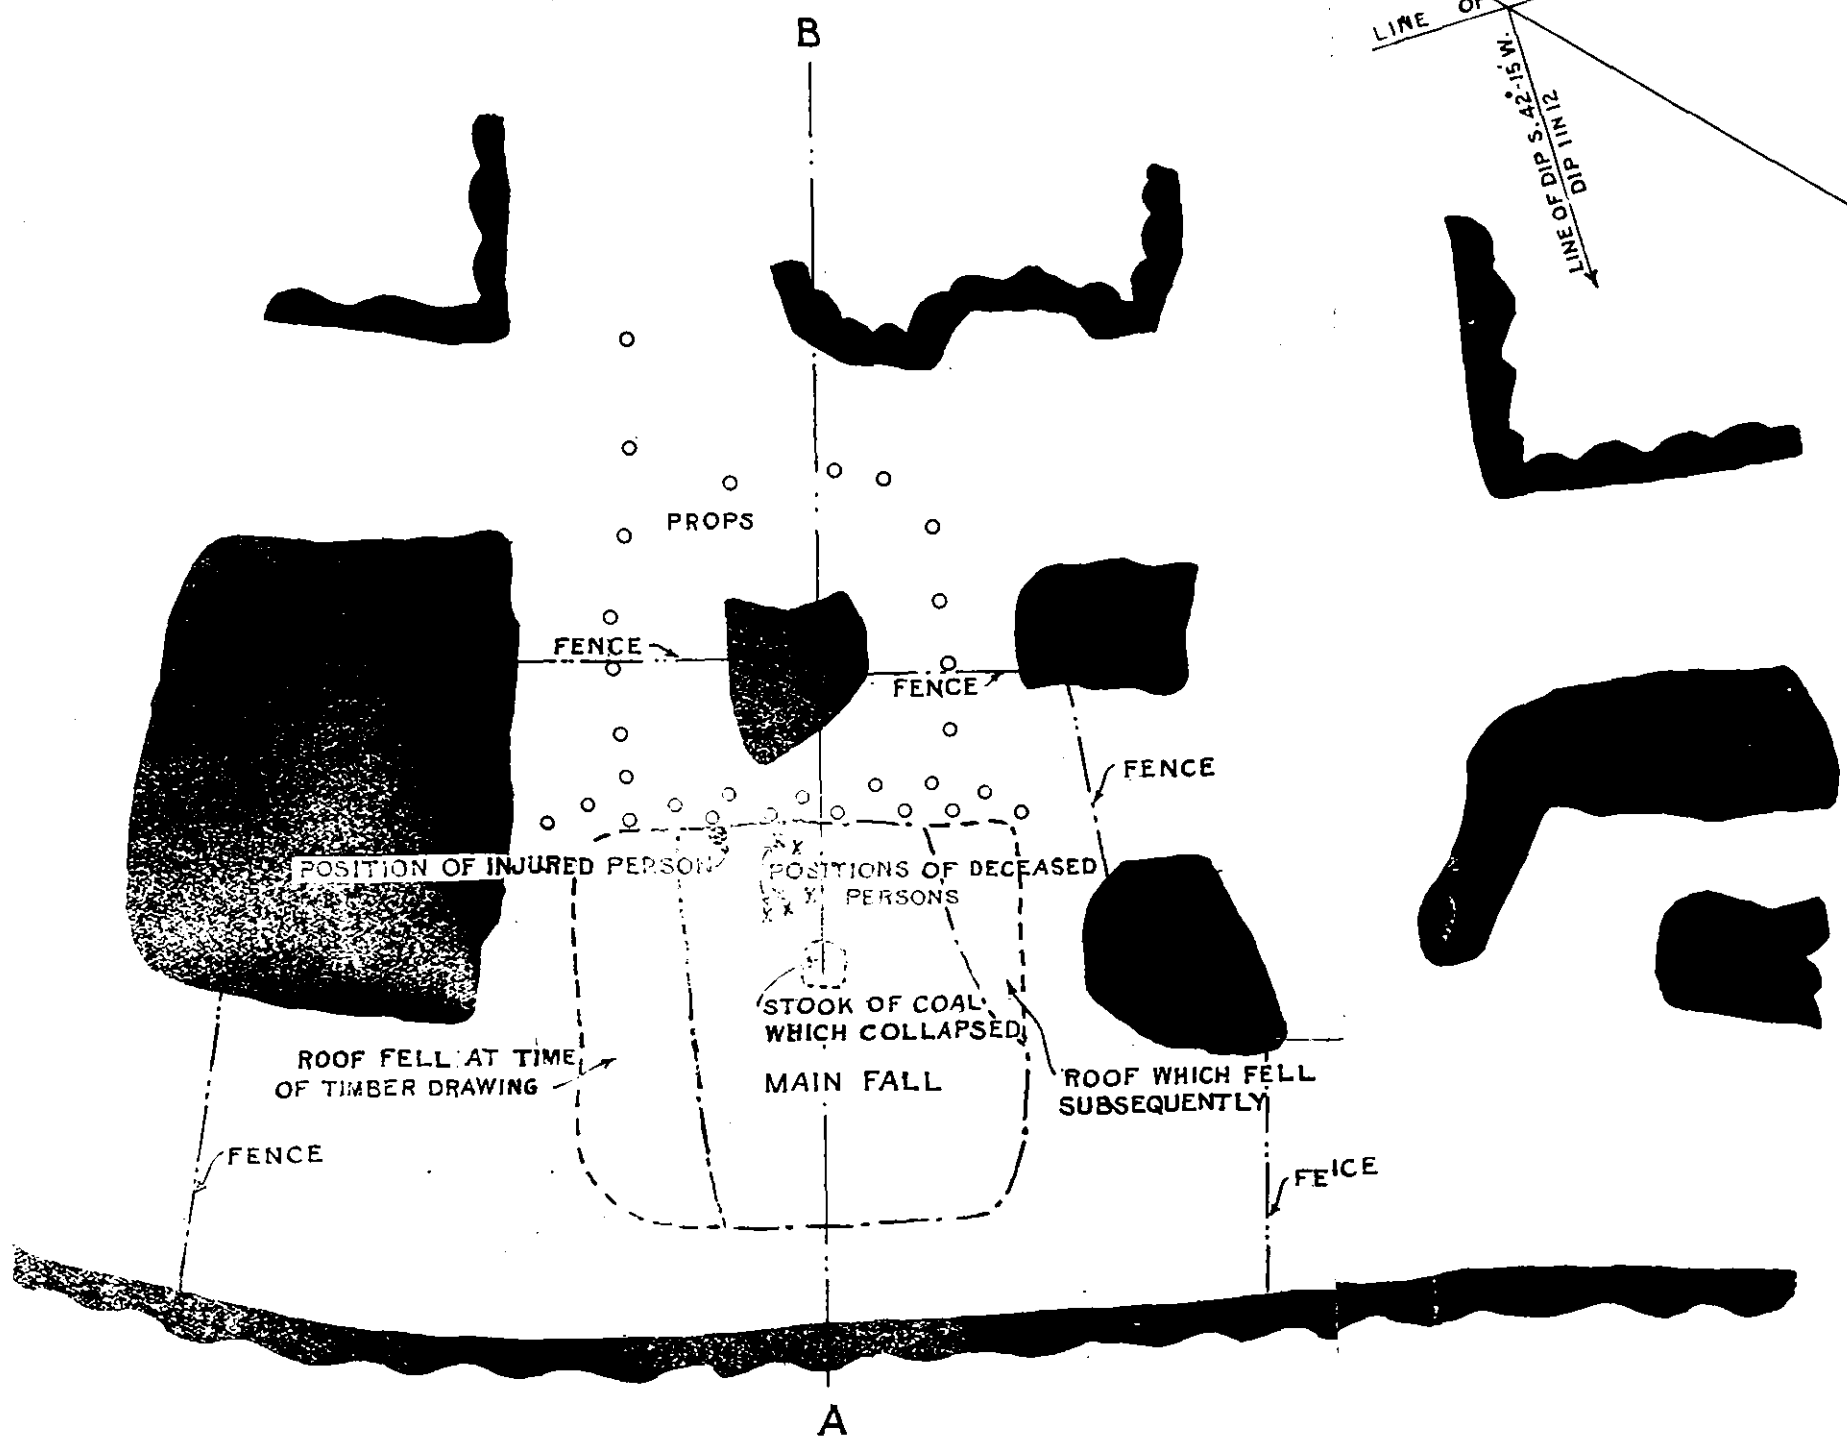 B
LINE OF
LINE OF DIP S. 42°-15' W.
DIP 1 IN 12
PROPS
FENCE
FENCE
FENCE
POSITION OF INJURED PERSON
POSITIONS OF DECEASED
PERSONS
STOOK OF COAL
WHICH COLLAPSED
ROOF FELL AT TIME
OF TIMBER DRAWING
MAIN FALL
ROOF WHICH FELL
SUBSEQUENTLY
FENCE
FEICE
A